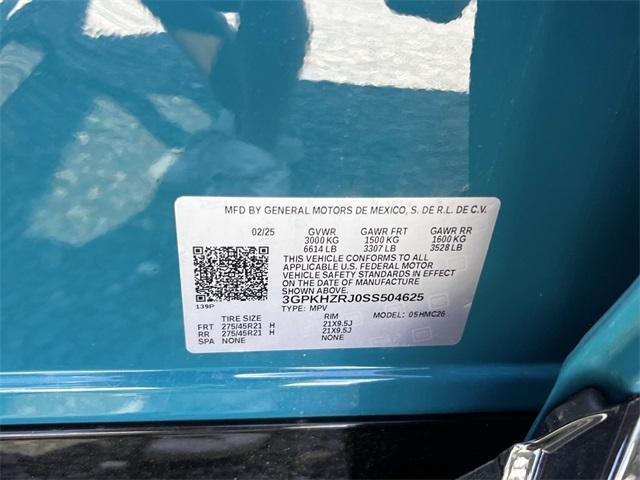 MFD BY GENERAL MOTORS DE MEXICO, S. DE R.L. DE C.V.
02/25 GVWR GAWR FRT GAWR RR
3000 KG 1500 KG 1600 KG
6614 LB 3307 LB 3528 LB
THIS VEHICLE CONFORMS TO ALL
APPLICABLE U.S. FEDERAL MOTOR
VEHICLE SAFETY STANDARDS IN EFFECT
ON THE DATE OF MANUFACTURE
SHOWN ABOVE.
3GPKHZRJ0SS504625
139P TYPE: MPV MODEL: 05HMC26
TIRE SIZE RIM
FRT 275/45R21 H 21X9.5J
RR 275/45R21 H 21X9.5J
SPA NONE NONE